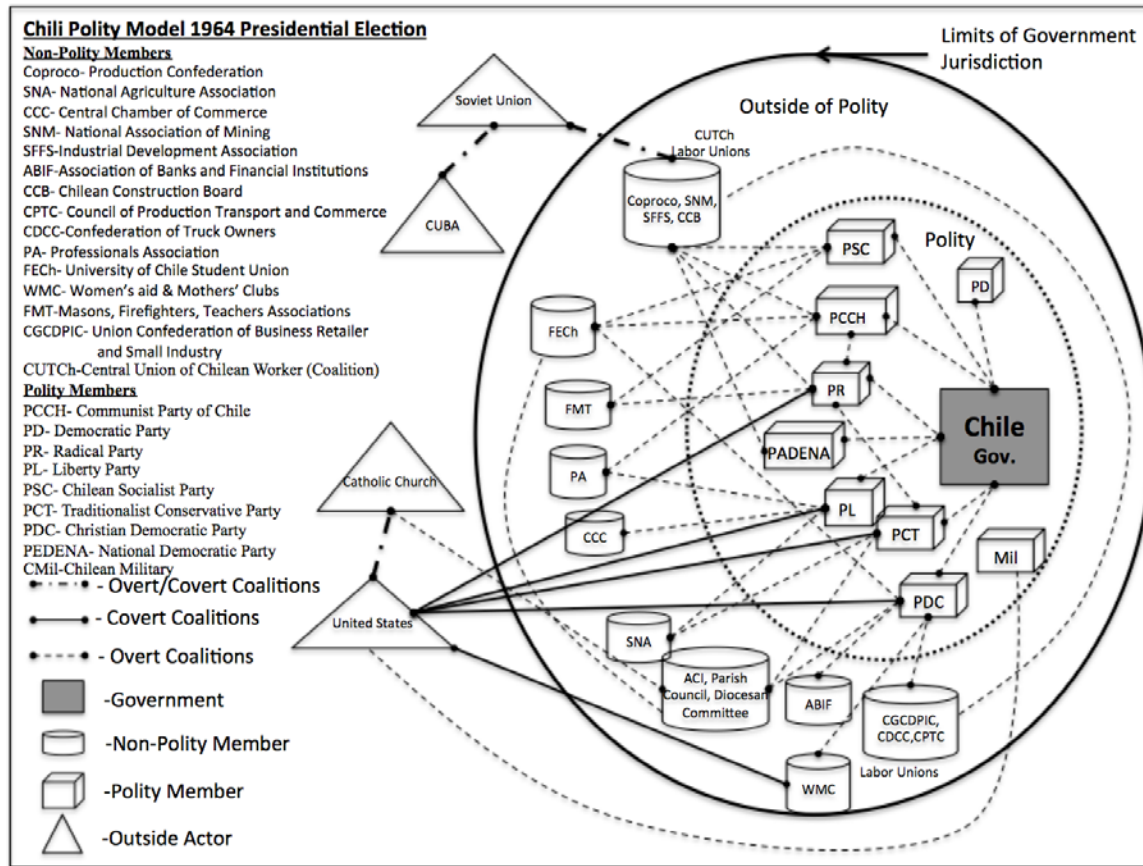 Chili Polity Model 1964 Presidential Election
Non-Polity Members
Coproco- Production Confederation
SNA- National Agriculture Association
CCC- Central Chamber of Commerce
SNM- National Association of Mining
SFFS-Industrial Development Association
ABIF-Association of Banks and Financial Institutions
CCB- Chilean Construction Board
CPTC- Council of Production Transport and Commerce
CDCC-Confederation of Truck Owners
PA- Professionals Association
FECh- University of Chile Student Union
WMC- Women's aid & Mothers' Clubs
FMT-Masons, Firefighters, Teachers Associations
CGCDPIC- Union Confederation of Business Retailer
and Small Industry
CUTCh-Central Union of Chilean Worker (Coalition)
Polity Members
PCCH- Communist Party of Chile
PD- Democratic Party
PR- Radical Party
PL- Liberty Party
PSC- Chilean Socialist Party
PCT- Traditionalist Conservative Party
PDC- Christian Democratic Party
PEDENA- National Democratic Party
CMil-Chilean Military
- Overt/Covert Coalitions
- Covert Coalitions
- Overt Coalitions
-Government
-Non-Polity Member
-Polity Member
-Outside Actor
Soviet Union
CUBA
Catholic Church
United States
Limits of Government
Jurisdiction
Outside of Polity
CUTCh
Labor Unions
Coproco, SNM,
SFFS, CCB
Polity
PSC
PD
PCCH
FECh
PR
FMT
PADENA
Chile
Gov.
PA
PL
CCC
PCT
Mil
PDC
SNA
ACI, Parish
Council, Diocesan
Committee
ABIF
CGCDPIC,
CDCC,CPTC
Labor Unions
WMC